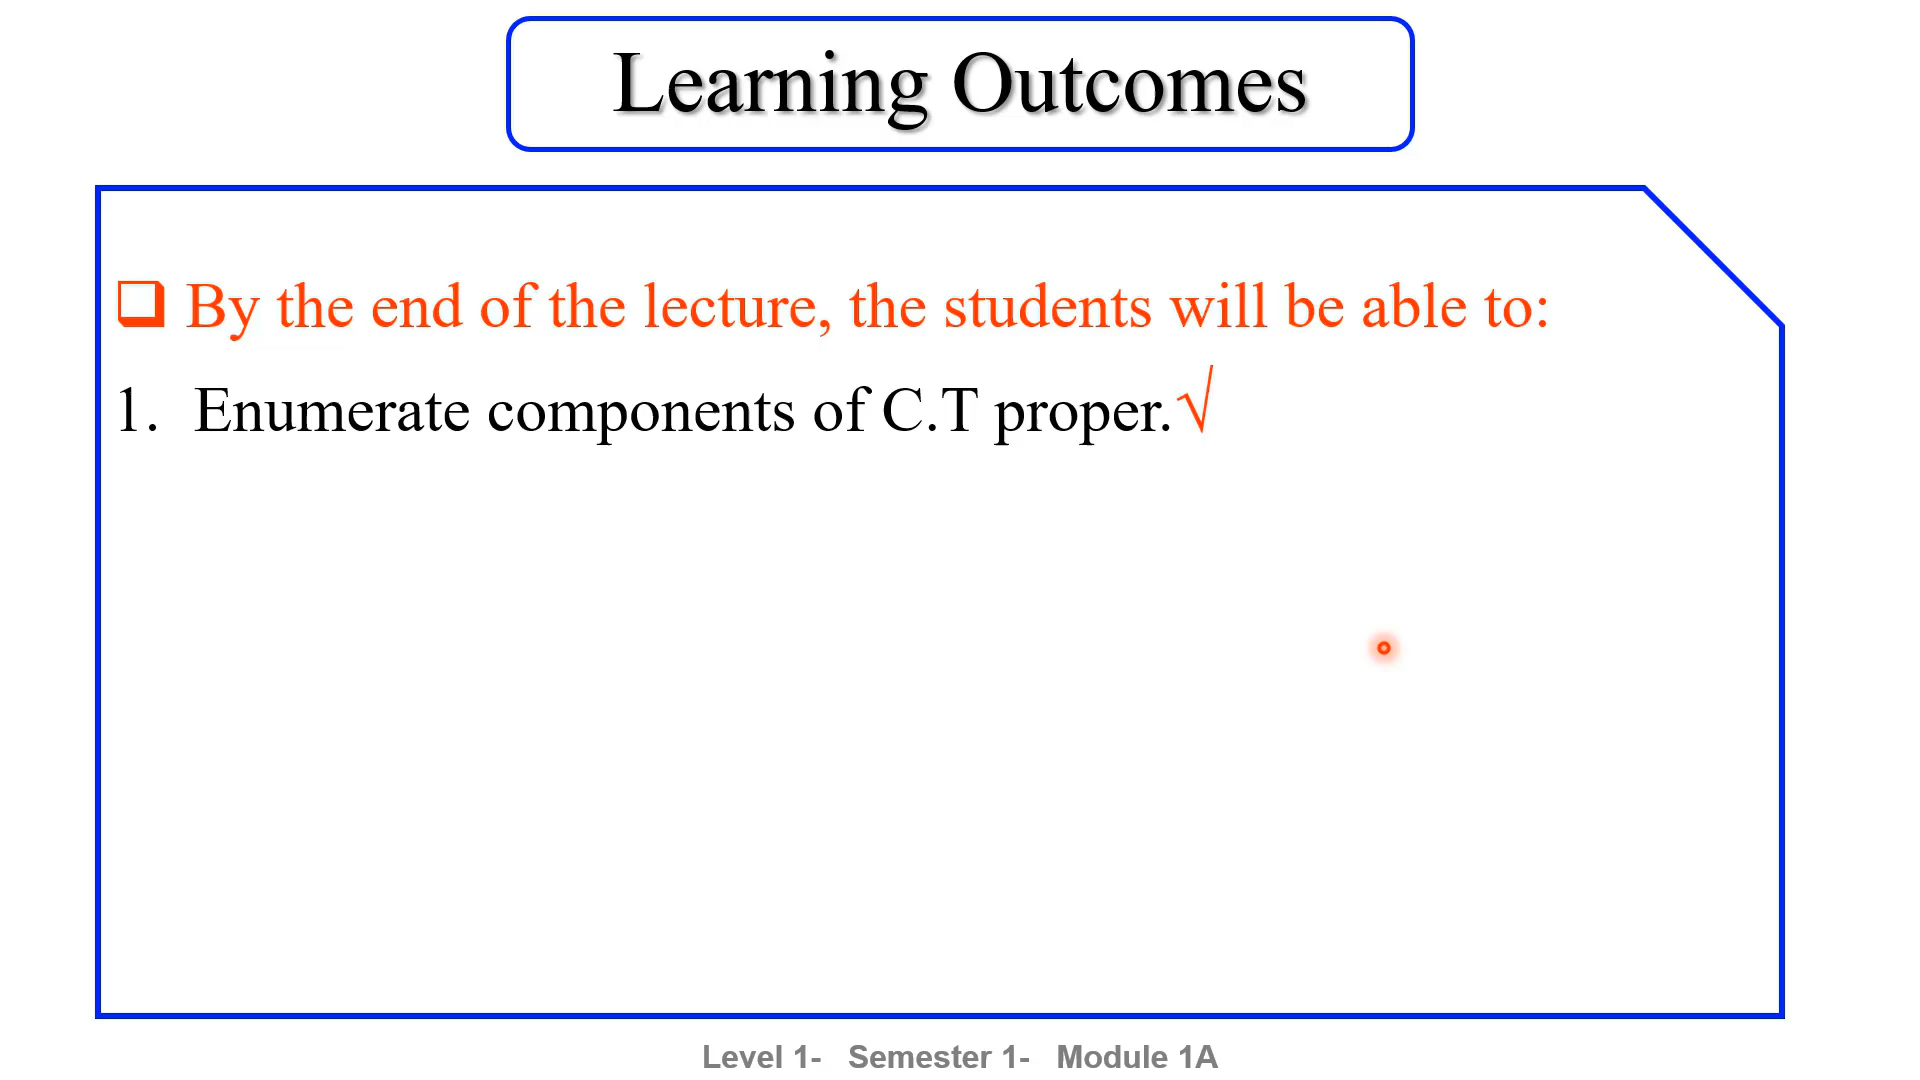 Learning Outcomes
❑ By the end of the lecture, the students will be able to:
1. Enumerate components of C.T proper.√
Level 1- Semester 1- Module 1A